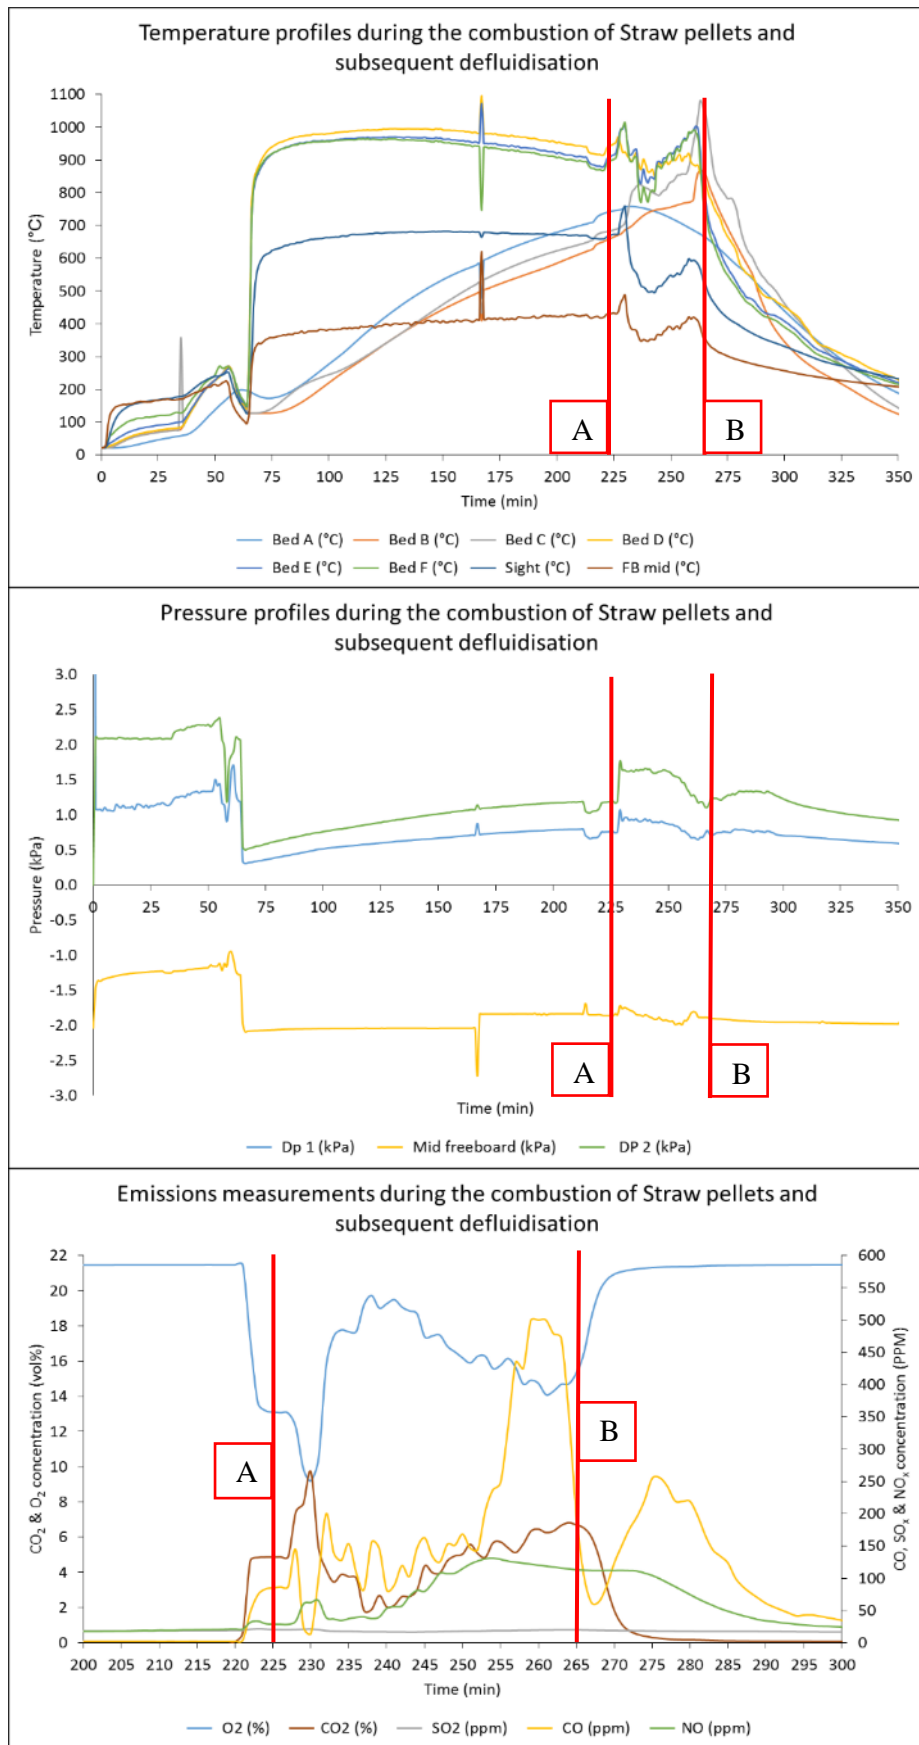 Temperature profiles during the combustion of Straw pellets and
subsequent defluidisation
Temperature (°C)
1100
1000
900
800
700
600
500
400
300
200
100
0
A
B
0 25 50 75 100 125 150 175 200 225 250 275 300 325 350
Time (min)
Bed A (°C) Bed B (°C) Bed C (°C) Bed D (°C)
Bed E (°C) Bed F (°C) Sight (°C) FB mid (°C)
Pressure profiles during the combustion of Straw pellets and
subsequent defluidisation
Pressure (kPa)
3.0
2.5
2.0
1.5
1.0
0.5
0.0
0 25 50 75 100 125 150 175 200 225 250 275 300 325 350
-0.5
-1.0
-1.5
-2.0
-2.5
-3.0
A
B
Time (min)
Dp 1 (kPa) Mid freeboard (kPa) DP 2 (kPa)
Emissions measurements during the combustion of Straw pellets and
subsequent defluidisation
CO2 & O2 concentration (vol%)
22
20
18
16
14
12
10
8
6
4
2
0
A
B
600
550
500
450
400
350
300
250
200
150
100
50
0
CO, SOx & NOx concentration (PPM)
200 205 210 215 220 225 230 235 240 245 250 255 260 265 270 275 280 285 290 295 300
Time (min)
O2 (%) CO2 (%) SO2 (ppm) CO (ppm) NO (ppm)